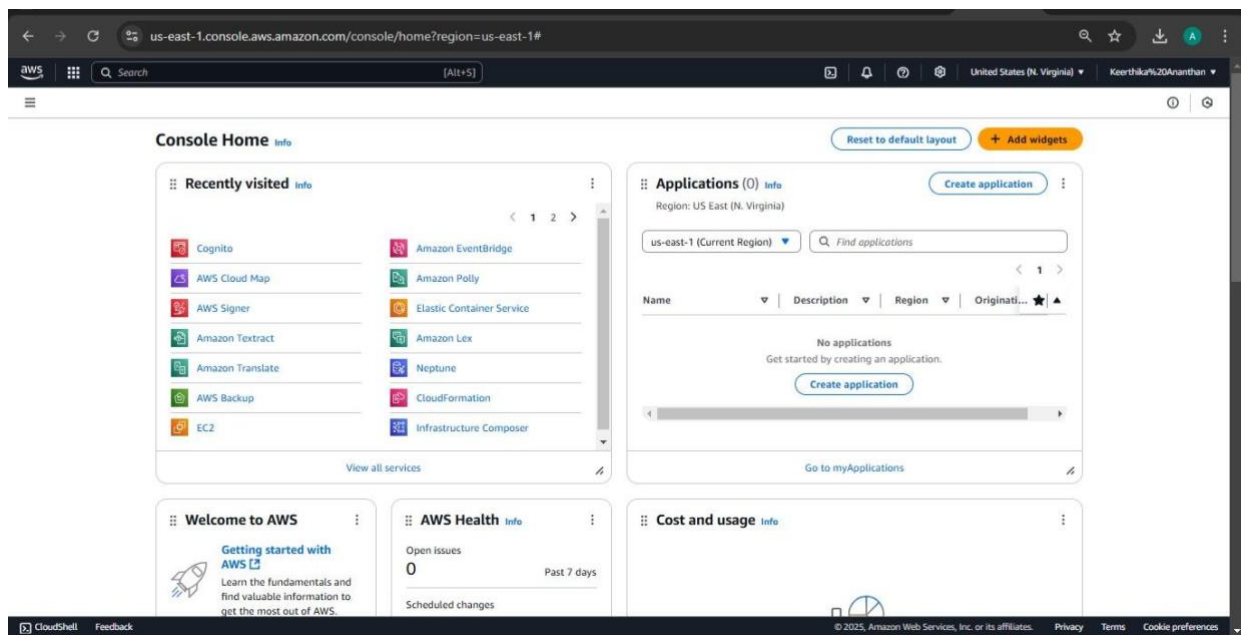 us-east-1.console.aws.amazon.com/console/home?region=us-east-1#
A
aws
Search
[Alt+S]
United States (N. Virginia)
Keerthika%20Ananthan
Console Home Info
Reset to default layout
+ Add widgets
Recently visited Info
1 2
Cognito
Amazon EventBridge
AWS Cloud Map
Amazon Polly
AWS Signer
Elastic Container Service
Amazon Textract
Amazon Lex
Amazon Translate
Neptune
AWS Backup
CloudFormation
EC2
Infrastructure Composer
View all services
Applications (0) Info
Create application
Region: US East (N. Virginia)
us-east-1 (Current Region)
Find applications
1
Name
Description
Region
Originati...
No applications
Get started by creating an application.
Create application
Go to myApplications
Welcome to AWS
Getting started with
AWS
Learn the fundamentals and
find valuable information to
get the most out of AWS.
AWS Health Info
Open issues
0
Past 7 days
Scheduled changes
Cost and usage Info
CloudShell
Feedback
© 2025, Amazon Web Services, Inc. or its affiliates.
Privacy
Terms
Cookie preferences